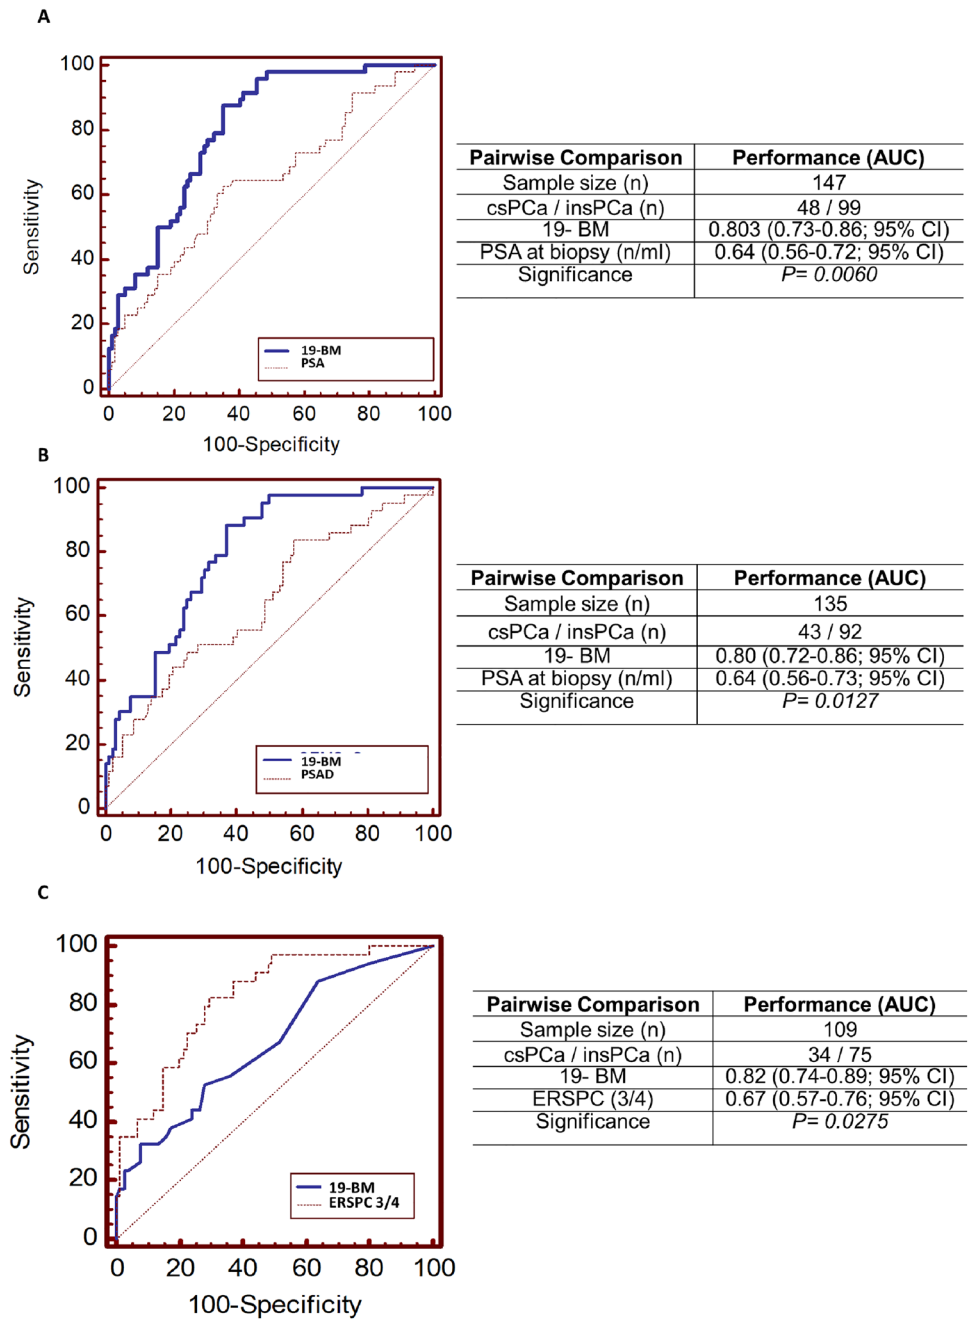 A
100
80
60
40
20
0
Sensitivity
0 20 40 60 80 100
100-Specificity
19-BM
PSA
Pairwise Comparison Performance (AUC)
Sample size (n) 147
csPCa / insPCa (n) 48 / 99
19- BM 0.803 (0.73-0.86; 95% CI)
PSA at biopsy (n/ml) 0.64 (0.56-0.72; 95% CI)
Significance P= 0.0060
B
100
80
60
40
20
0
Sensitivity
0 20 40 60 80 100
100-Specificity
19-BM
PSAD
Pairwise Comparison Performance (AUC)
Sample size (n) 135
csPCa / insPCa (n) 43 / 92
19- BM 0.80 (0.72-0.86; 95% CI)
PSA at biopsy (n/ml) 0.64 (0.56-0.73; 95% CI)
Significance P= 0.0127
C
100
80
60
40
20
0
Sensitivity
0 20 40 60 80 100
100-Specificity
19-BM
ERSPC 3/4
Pairwise Comparison Performance (AUC)
Sample size (n) 109
csPCa / insPCa (n) 34 / 75
19- BM 0.82 (0.74-0.89; 95% CI)
ERSPC (3/4) 0.67 (0.57-0.76; 95% CI)
Significance P= 0.0275